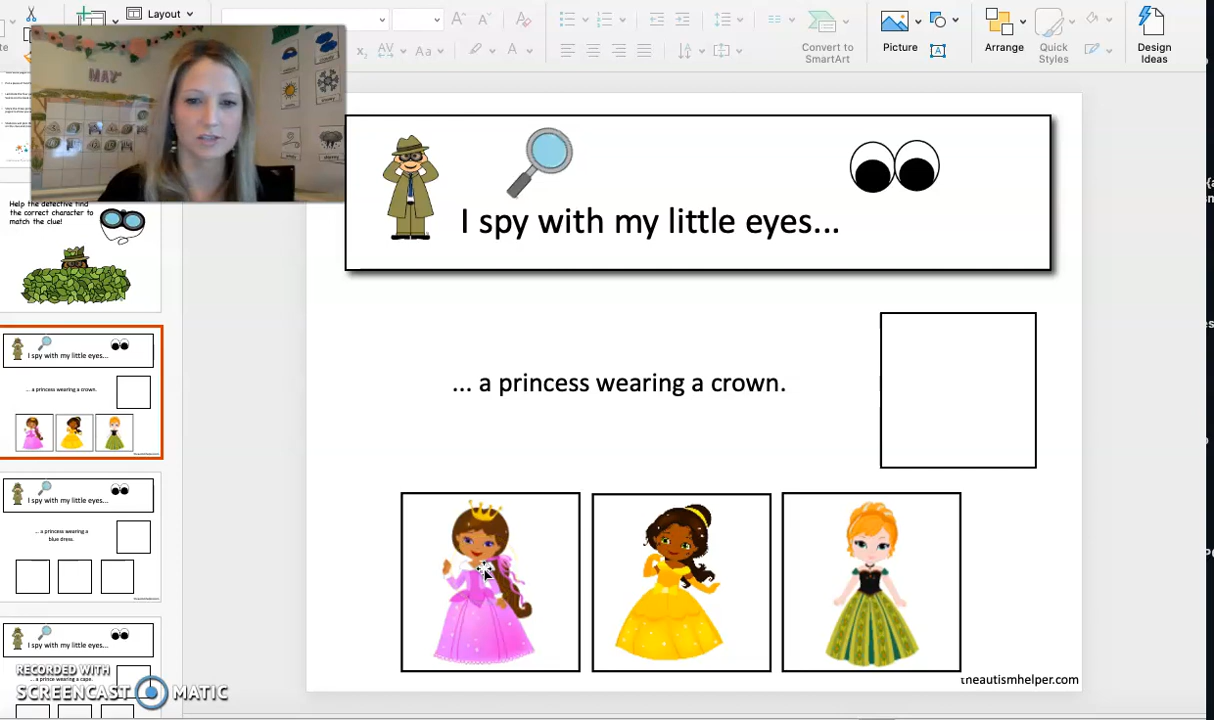 Layout
Convert to
SmartArt
Picture
Arrange
Quick
Styles
Design
Ideas
Aa
A
MAY
Help the detective find
the correct character to
match the clue!
I spy with my little eyes...
... a princess wearing a crown.
I spy with my little eyes...
... a princess wearing a
blue dress.
I spy with my little eyes...
... a prince wearing a cape.
RECORDED WITH
SCREENCAST MATIC
I spy with my little eyes...
... a princess wearing a crown.
theautismhelper.com